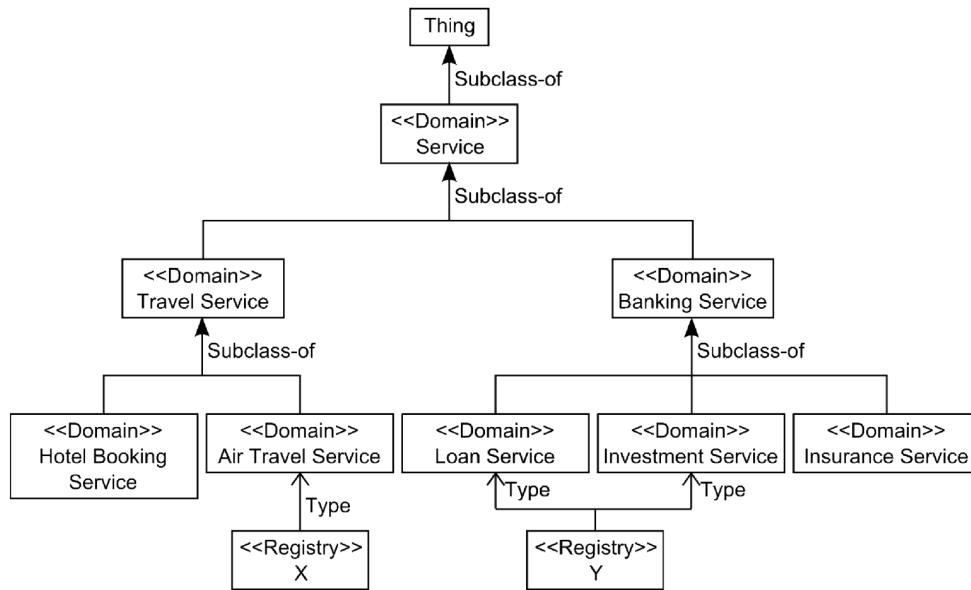 Thing
Subclass-of
<<Domain>>
Service
Subclass-of
<<Domain>>
Travel Service
<<Domain>>
Banking Service
Subclass-of
Subclass-of
<<Domain>>
Hotel Booking
Service
<<Domain>>
Air Travel Service
<<Domain>>
Loan Service
<<Domain>>
Investment Service
<<Domain>>
Insurance Service
Type
Type
Type
<<Registry>>
X
<<Registry>>
Y